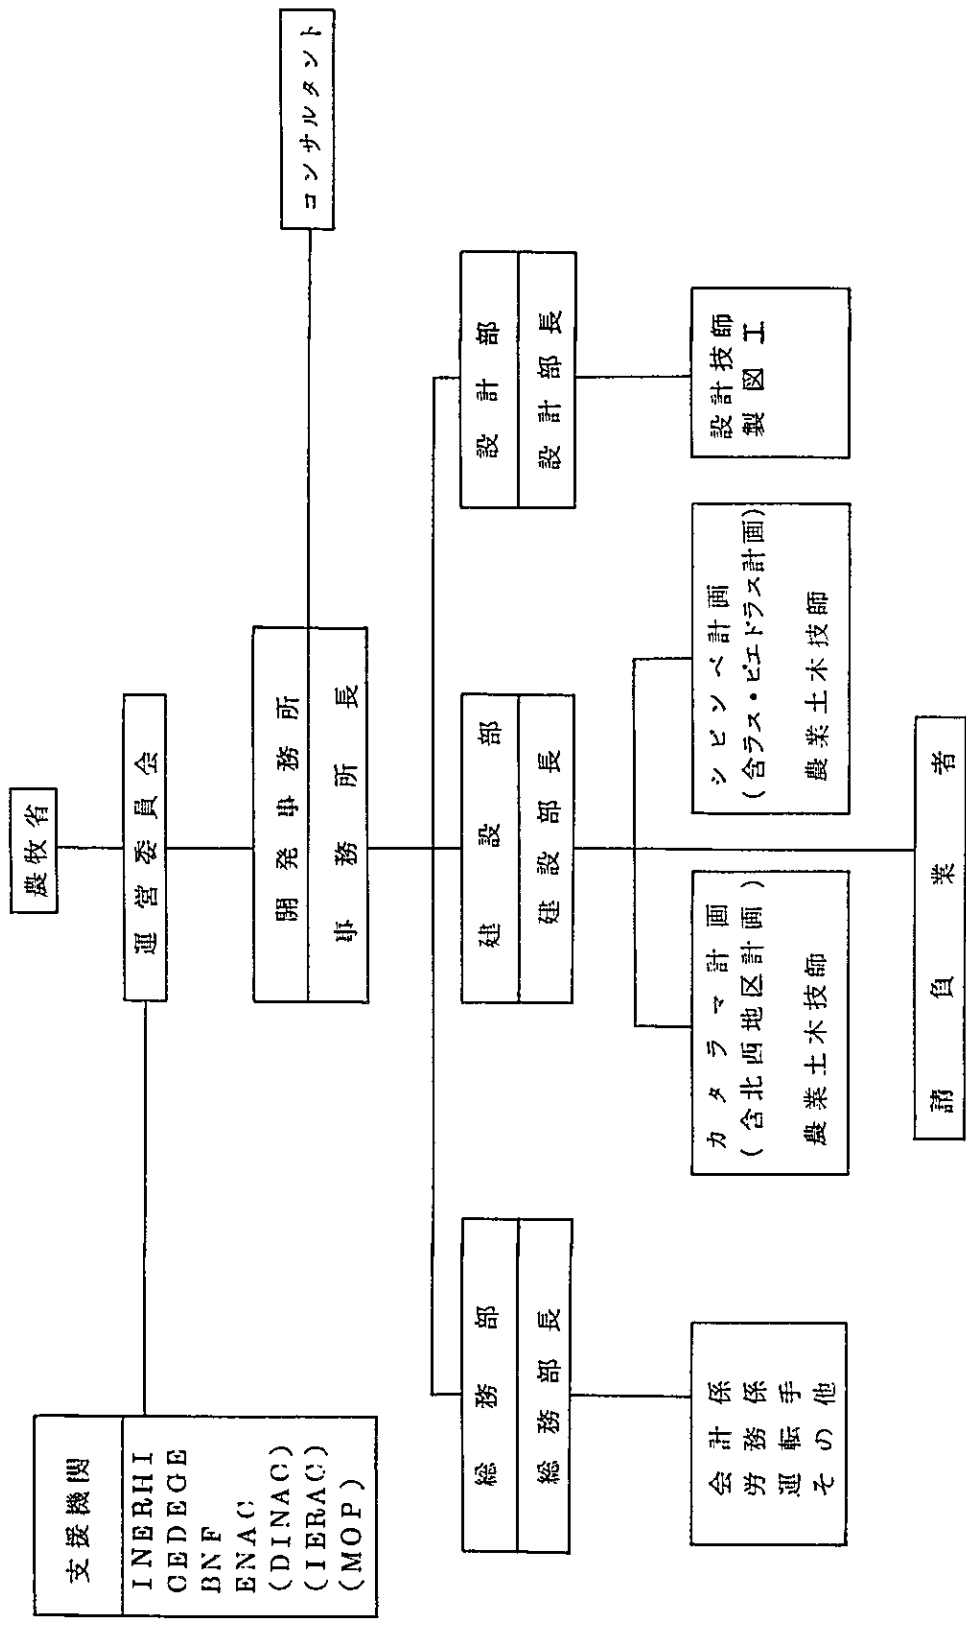 農牧省
運営委員会
支援機関
INERHI
CEDEGE
BNF
ENAC
(DINAC)
(IERAC)
(MOP)
開発事務所
事務所長
コンサルタント
総務部
総務部長
建設部
建設部長
設計部
設計部長
会計係
労務係
運転手
その他
カタラマ計画
(含北西地区計画)
農業土木技師
シビンベ計画
(含ラス・ピエドラス計画)
農業土木技師
設計技師
製図工
請負業者